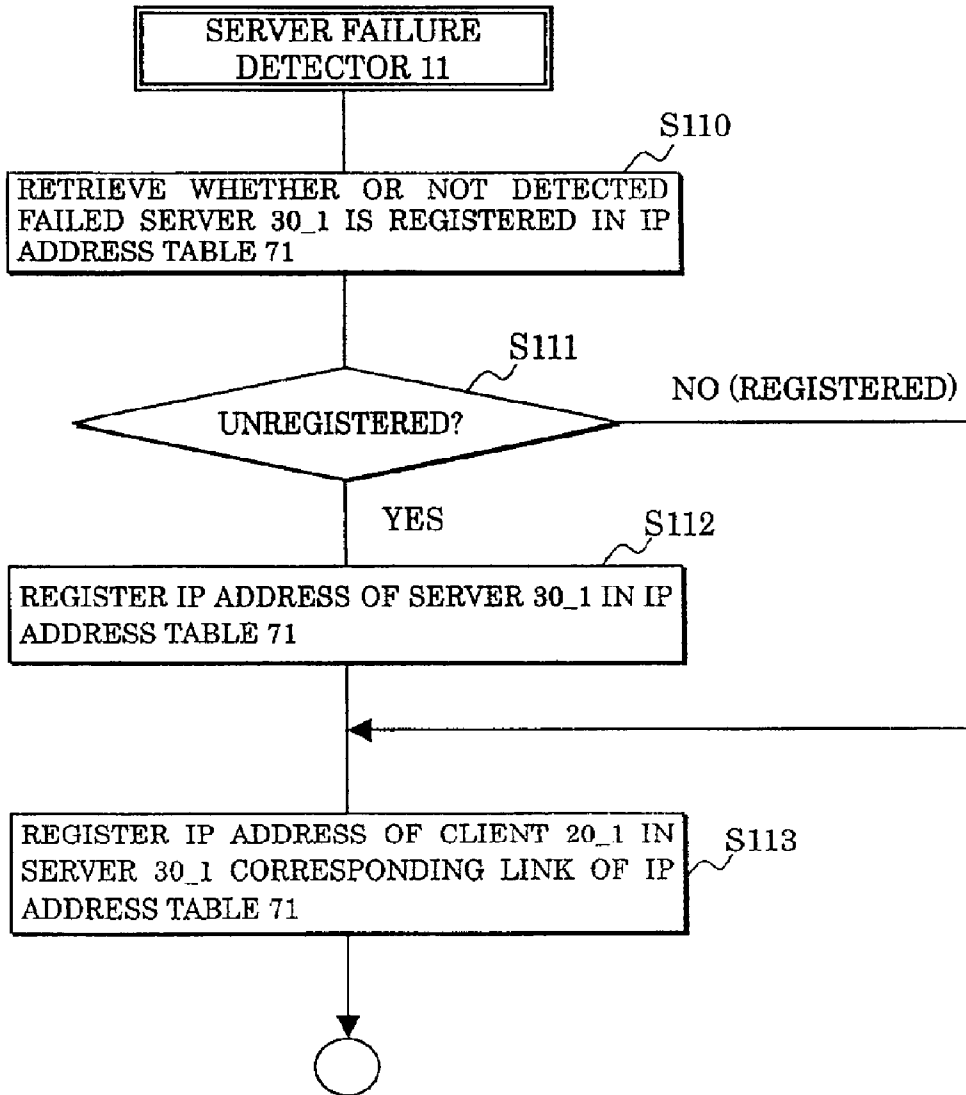 SERVER FAILURE
DETECTOR 11
S110
RETRIEVE WHETHER OR NOT DETECTED
FAILED SERVER 30_1 IS REGISTERED IN IP
ADDRESS TABLE 71
S111
NO (REGISTERED)
UNREGISTERED?
YES
S112
REGISTER IP ADDRESS OF SERVER 30_1 IN IP
ADDRESS TABLE 71
REGISTER IP ADDRESS OF CLIENT 20_1 IN
SERVER 30_1 CORRESPONDING LINK OF IP
ADDRESS TABLE 71
S113